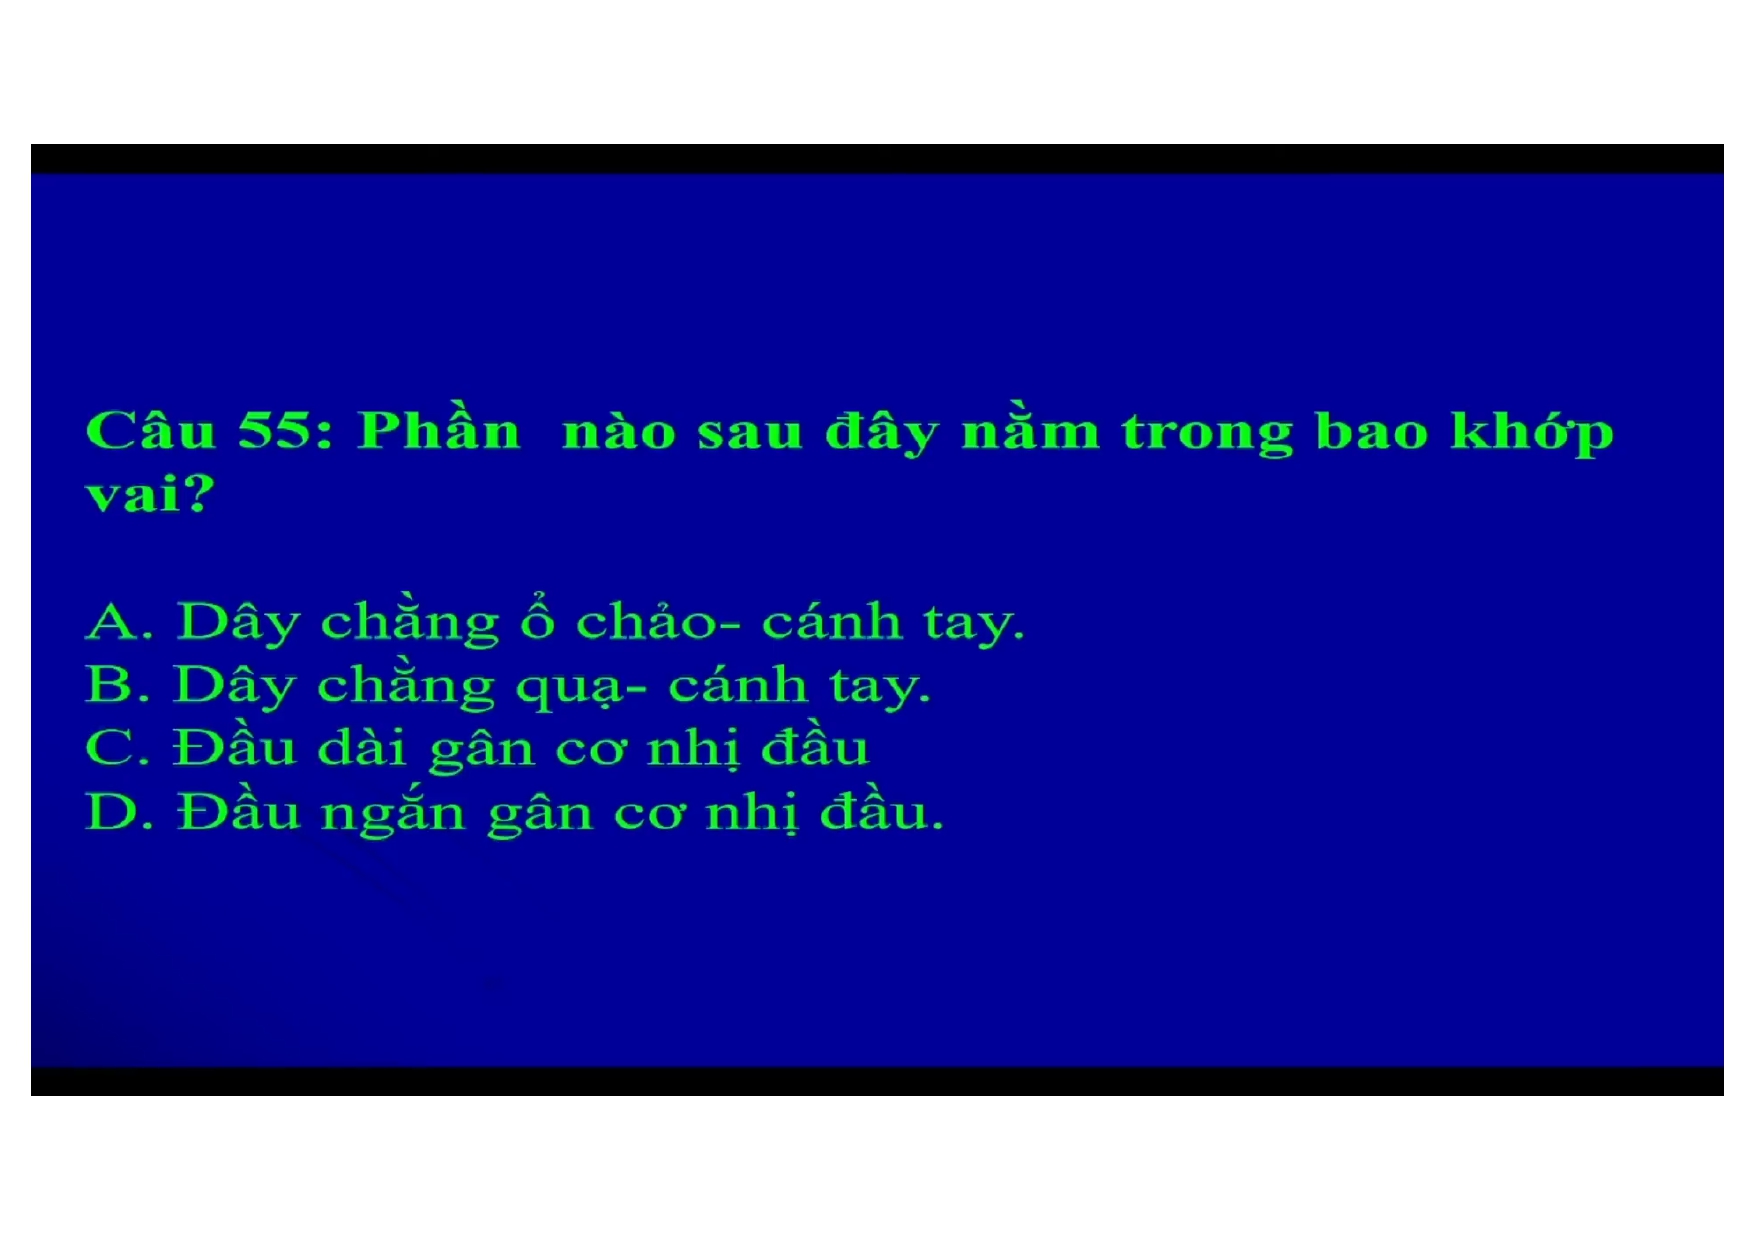 Câu 55: Phần nào sau đây nằm trong bao khớp
vai?
A. Dây chằng ổ chảo- cánh tay.
B. Dây chằng quạ- cánh tay.
C. Đầu dài gân cơ nhị đầu
D. Đầu ngắn gân cơ nhị đầu.